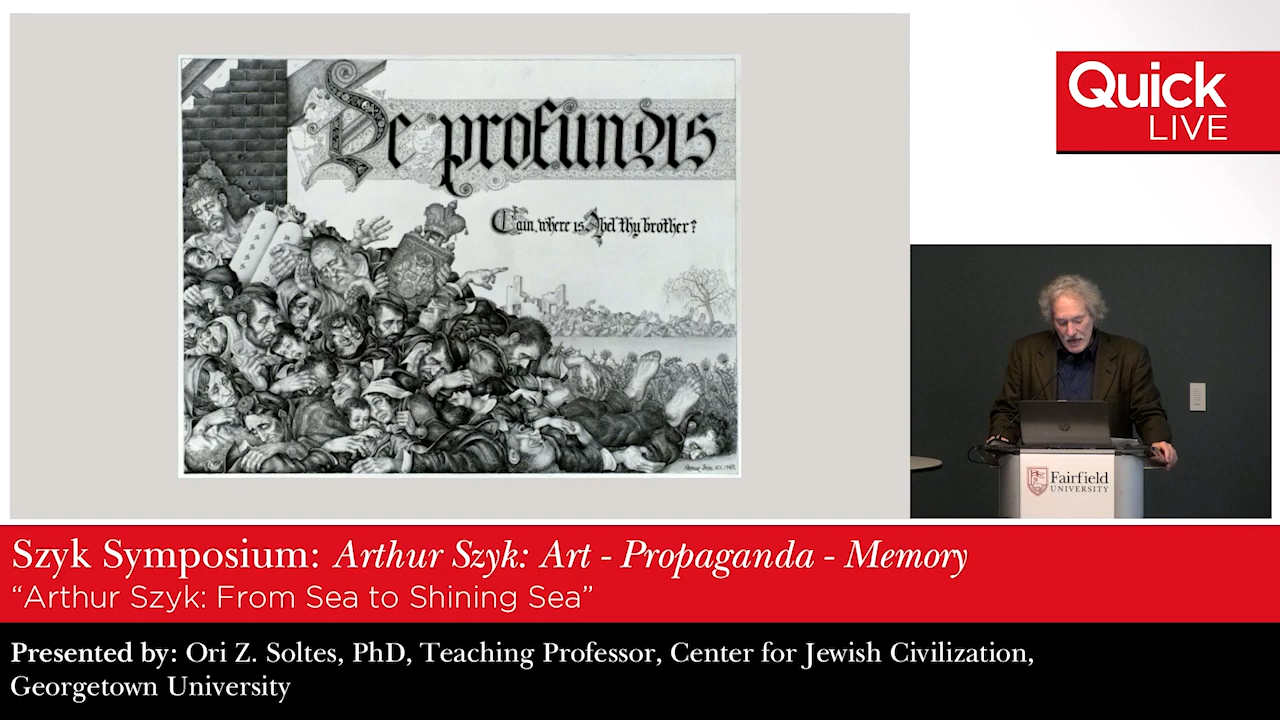 De profundis
Cain, where is Abel thy brother?
Quick
LIVE
Fairfield
UNIVERSITY
Szyk Symposium: Arthur Szyk: Art - Propaganda - Memory
“Arthur Szyk: From Sea to Shining Sea”
Presented by: Ori Z. Soltes, PhD, Teaching Professor, Center for Jewish Civilization,
Georgetown University